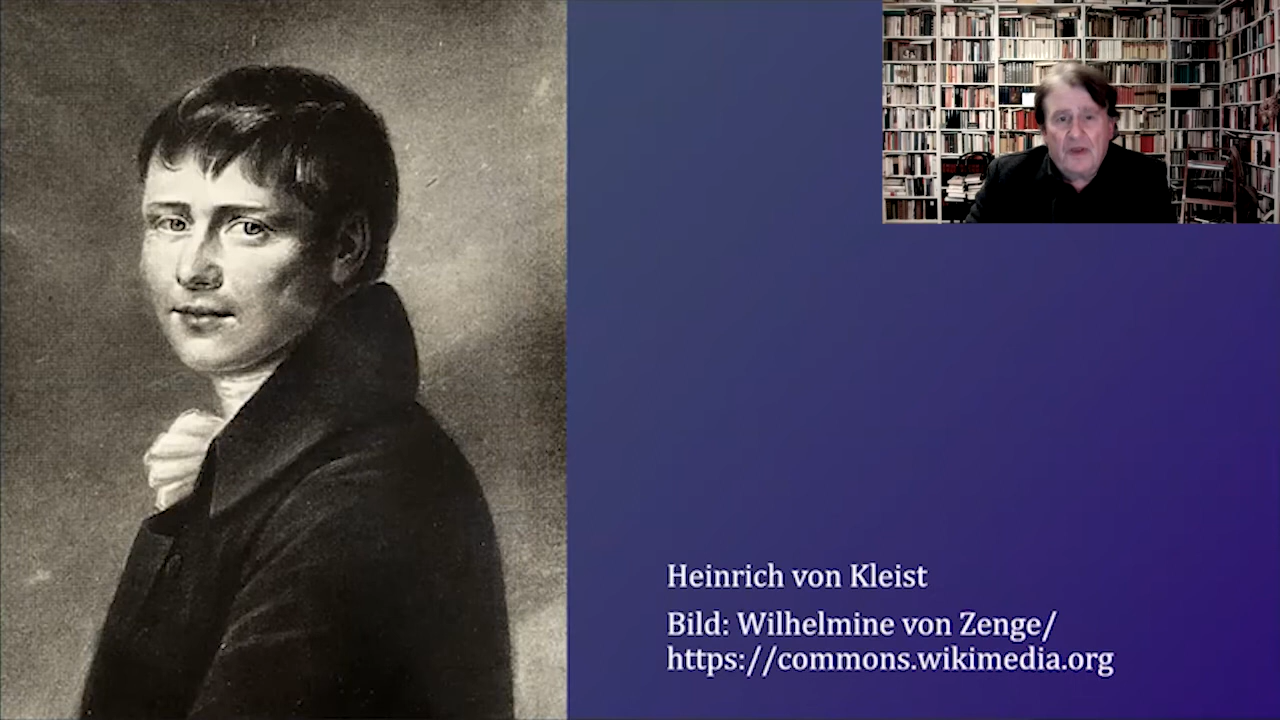 Heinrich von Kleist
Bild: Wilhelmine von Zenge/
https://commons.wikimedia.org